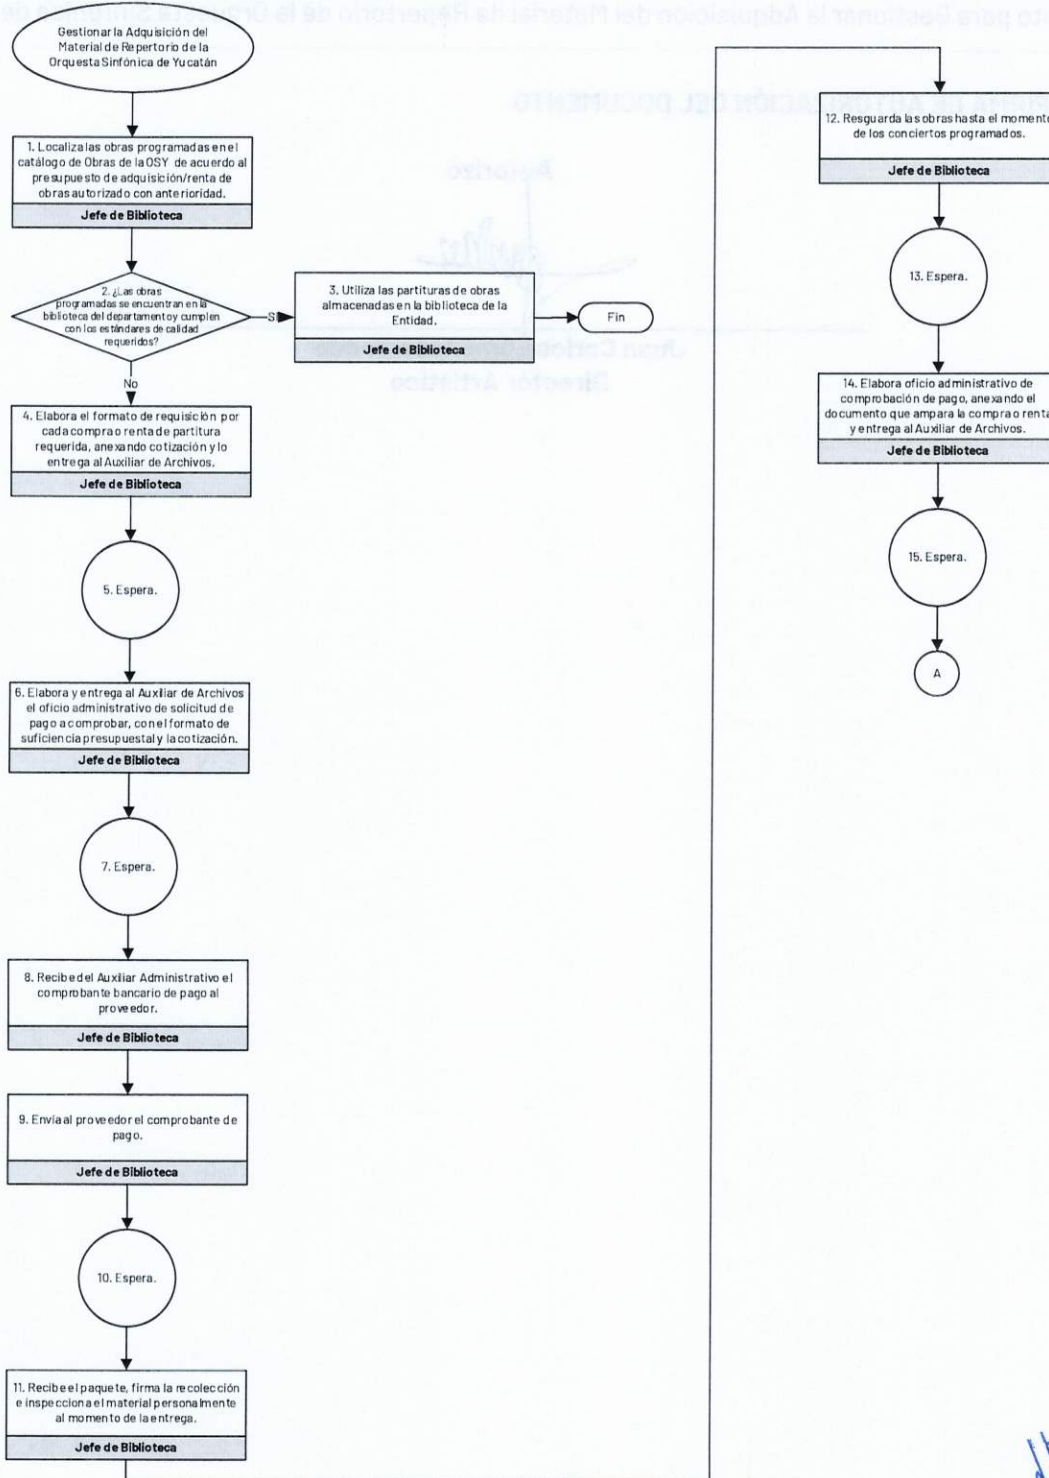 Gestionar la Adquisición del
Material de Repertorio de la
Orquesta Sinfónica de Yucatán
1. Localiza las obras programadas en el
catálogo de Obras de la OSY de acuerdo al
presupuesto de adquisición/renta de
obras autorizado con anterioridad.
Jefe de Biblioteca
2. ¿Las obras
programadas se encuentran en la
biblioteca del departamento y cumplen
con los estándares de calidad
requeridos?
Si
3. Utiliza las partituras de obras
almacenadas en la biblioteca de la
Entidad.
Jefe de Biblioteca
Fin
No
4. Elabora el formato de requisición por
cada compra o renta de partitura
requerida, anexando cotización y lo
entrega al Auxiliar de Archivos.
Jefe de Biblioteca
5. Espera.
6. Elabora y entrega al Auxiliar de Archivos
el oficio administrativo de solicitud de
pago a comprobar, con el formato de
suficiencia presupuestal y la cotización.
Jefe de Biblioteca
7. Espera.
8. Recibe del Auxiliar Administrativo el
comprobante bancario de pago al
proveedor.
Jefe de Biblioteca
9. Envía al proveedor el comprobante de
pago.
Jefe de Biblioteca
10. Espera.
11. Recibe el paquete, firma la recolección
e inspecciona el material personalmente
al momento de la entrega.
Jefe de Biblioteca
12. Resguarda las obras hasta el momento
de los conciertos programados.
Jefe de Biblioteca
13. Espera.
14. Elabora oficio administrativo de
comprobación de pago, anexando el
documento que ampara la compra o renta
y entrega al Auxiliar de Archivos.
Jefe de Biblioteca
15. Espera.
A